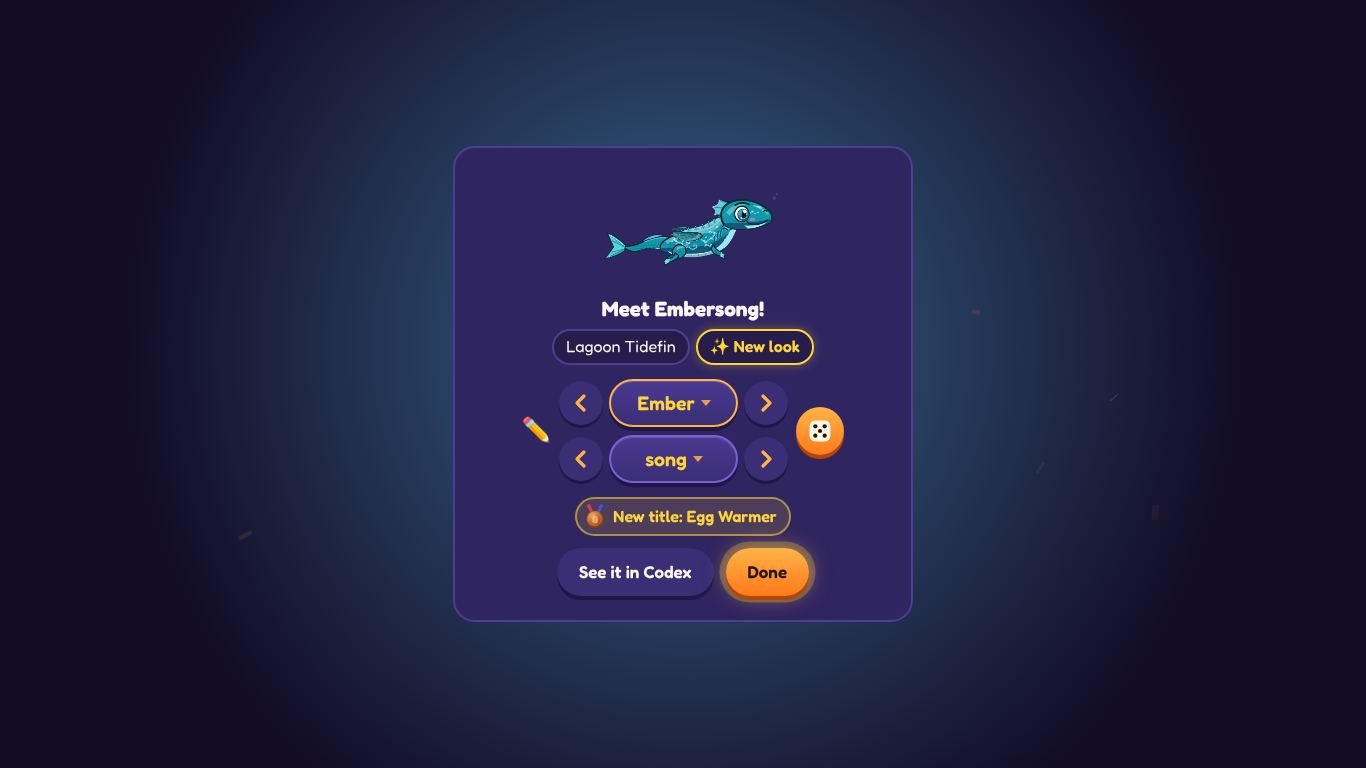 Meet Embersong!
Lagoon Tidefin
✨ New look
Ember
song
New title: Egg Warmer
See it in Codex
Done